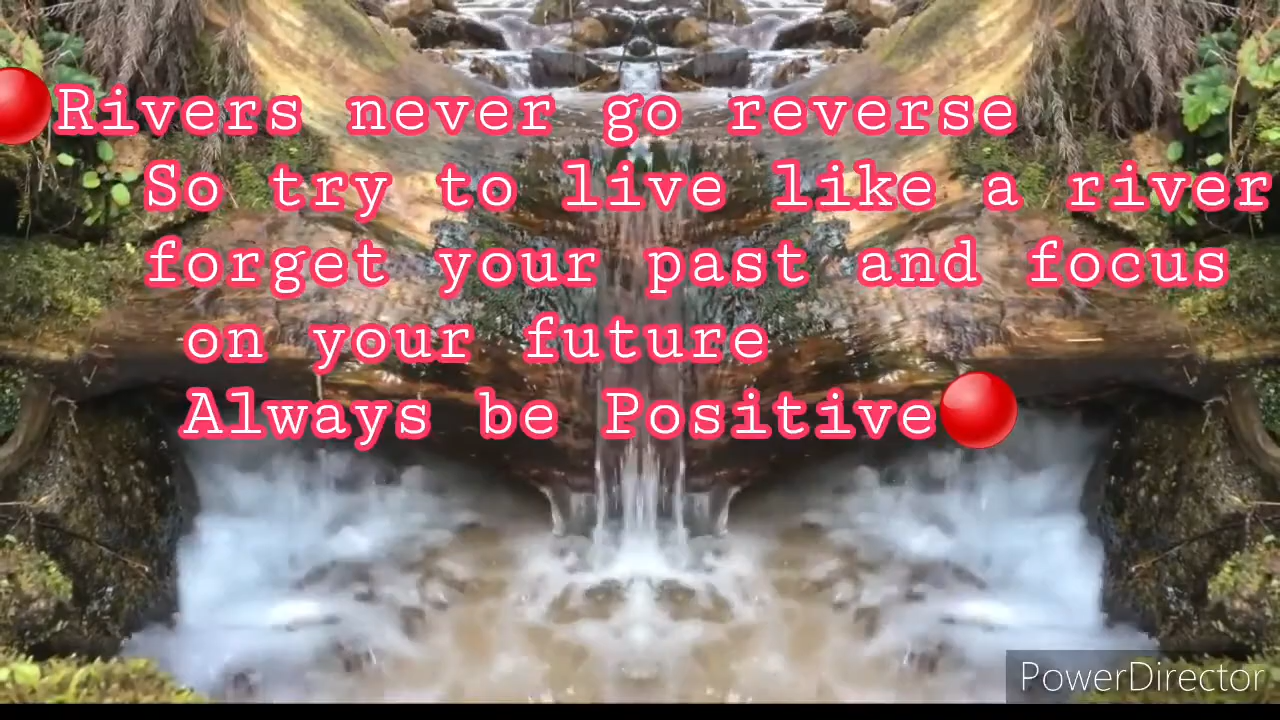 Rivers never go reverse
So try to live like a river
forget your past and focus
on your future
Always be Positive
PowerDirector